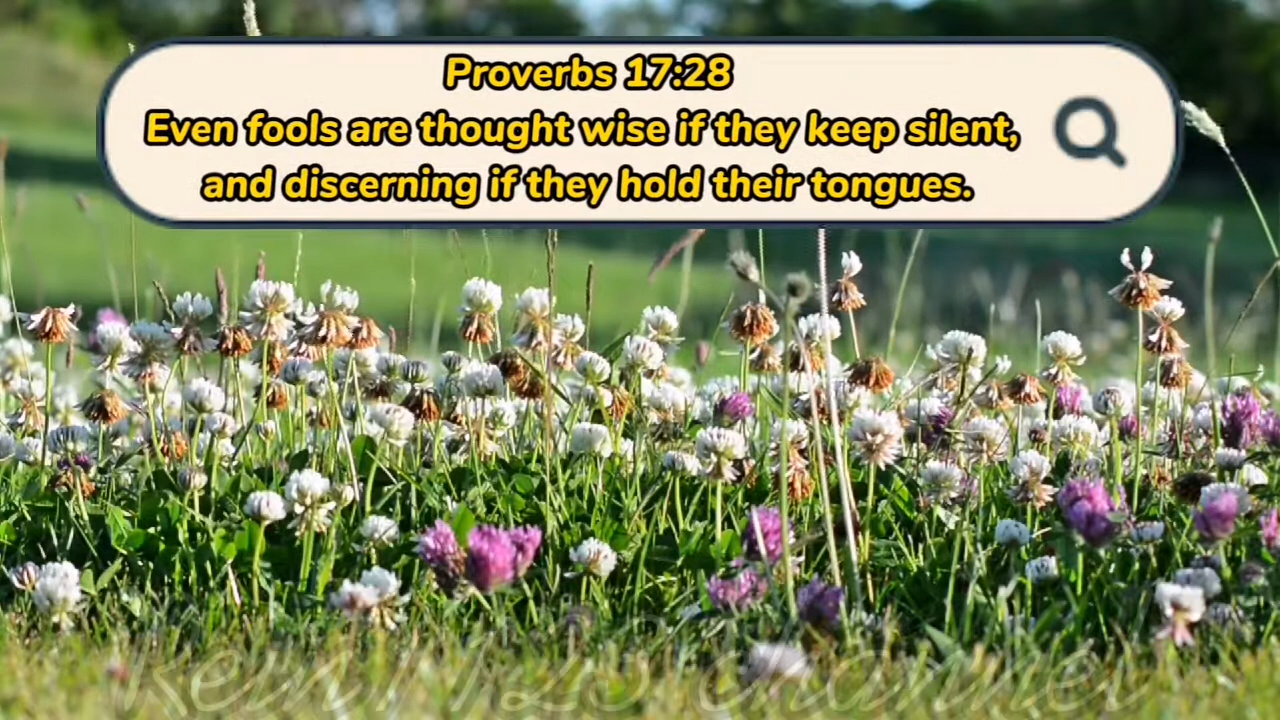 Proverbs 17:28
Even fools are thought wise if they keep silent,
and discerning if they hold their tongues.